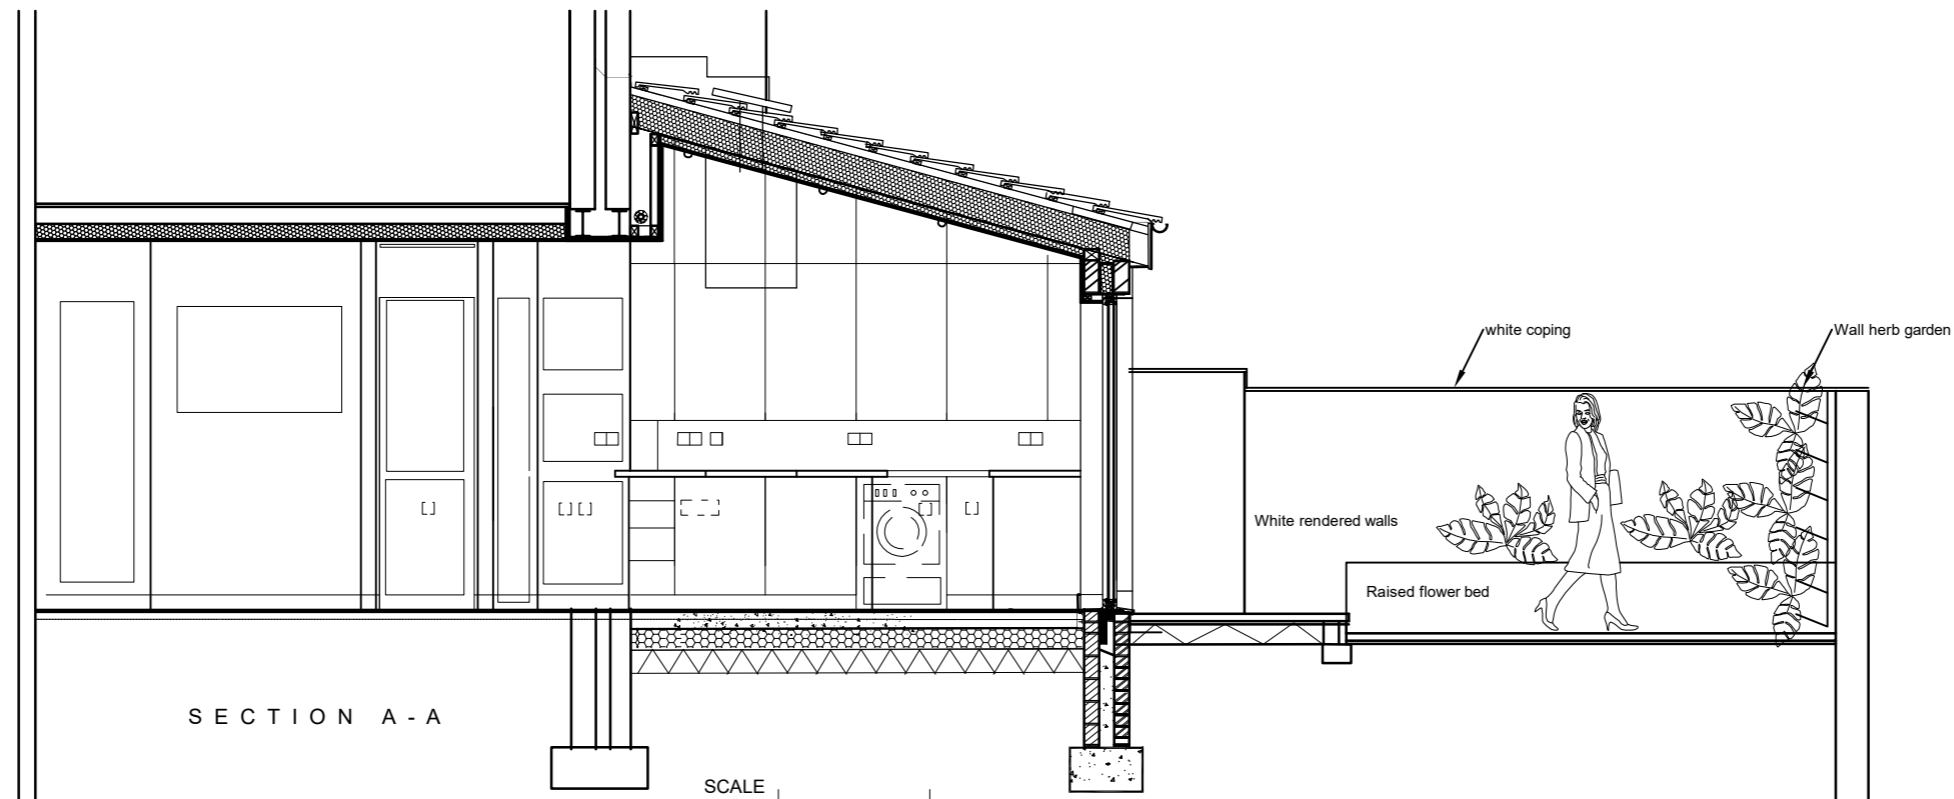 white coping
Wall herb garden
White rendered walls
Raised flower bed
SECTION A-A
SCALE